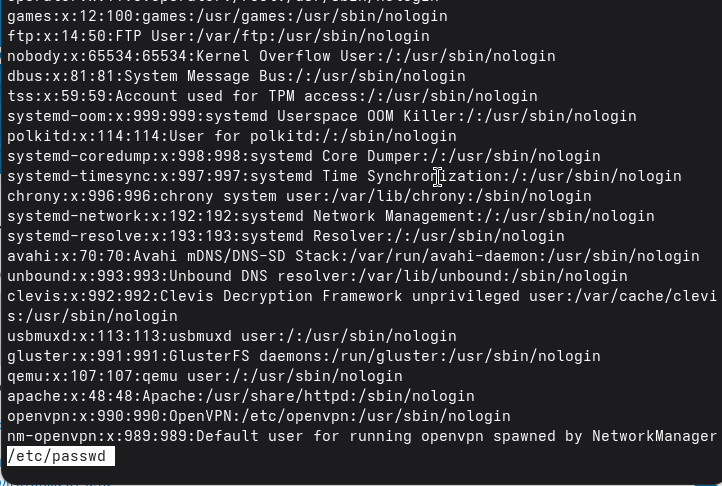 games:x:12:100:games:/usr/games:/usr/sbin/nologin
ftp:x:14:50:FTP User:/var/ftp:/usr/sbin/nologin
nobody:x:65534:65534:Kernel Overflow User:/:/usr/sbin/nologin
dbus:x:81:81:System Message Bus:/:/usr/sbin/nologin
tss:x:59:59:Account used for TPM access:/:/usr/sbin/nologin
systemd-oom:x:999:999:systemd Userspace OOM Killer:/:/usr/sbin/nologin
polkitd:x:114:114:User for polkitd:/:/sbin/nologin
systemd-coredump:x:998:998:systemd Core Dumper:/:/usr/sbin/nologin
systemd-timesync:x:997:997:systemd Time Synchronization:/:/usr/sbin/nologin
chrony:x:996:996:chrony system user:/var/lib/chrony:/sbin/nologin
systemd-network:x:192:192:systemd Network Management:/:/usr/sbin/nologin
systemd-resolve:x:193:193:systemd Resolver:/:/usr/sbin/nologin
avahi:x:70:70:Avahi mDNS/DNS-SD Stack:/var/run/avahi-daemon:/usr/sbin/nologin
unbound:x:993:993:Unbound DNS resolver:/var/lib/unbound:/sbin/nologin
clevis:x:992:992:Clevis Decryption Framework unprivileged user:/var/cache/clevi
s:/usr/sbin/nologin
usbmuxd:x:113:113:usbmuxd user:/:/usr/sbin/nologin
gluster:x:991:991:GlusterFS daemons:/run/gluster:/usr/sbin/nologin
qemu:x:107:107:qemu user:/:/usr/sbin/nologin
apache:x:48:48:Apache:/usr/share/httpd:/sbin/nologin
openvpn:x:990:990:OpenVPN:/etc/openvpn:/usr/sbin/nologin
nm-openvpn:x:989:989:Default user for running openvpn spawned by NetworkManager
/etc/passwd